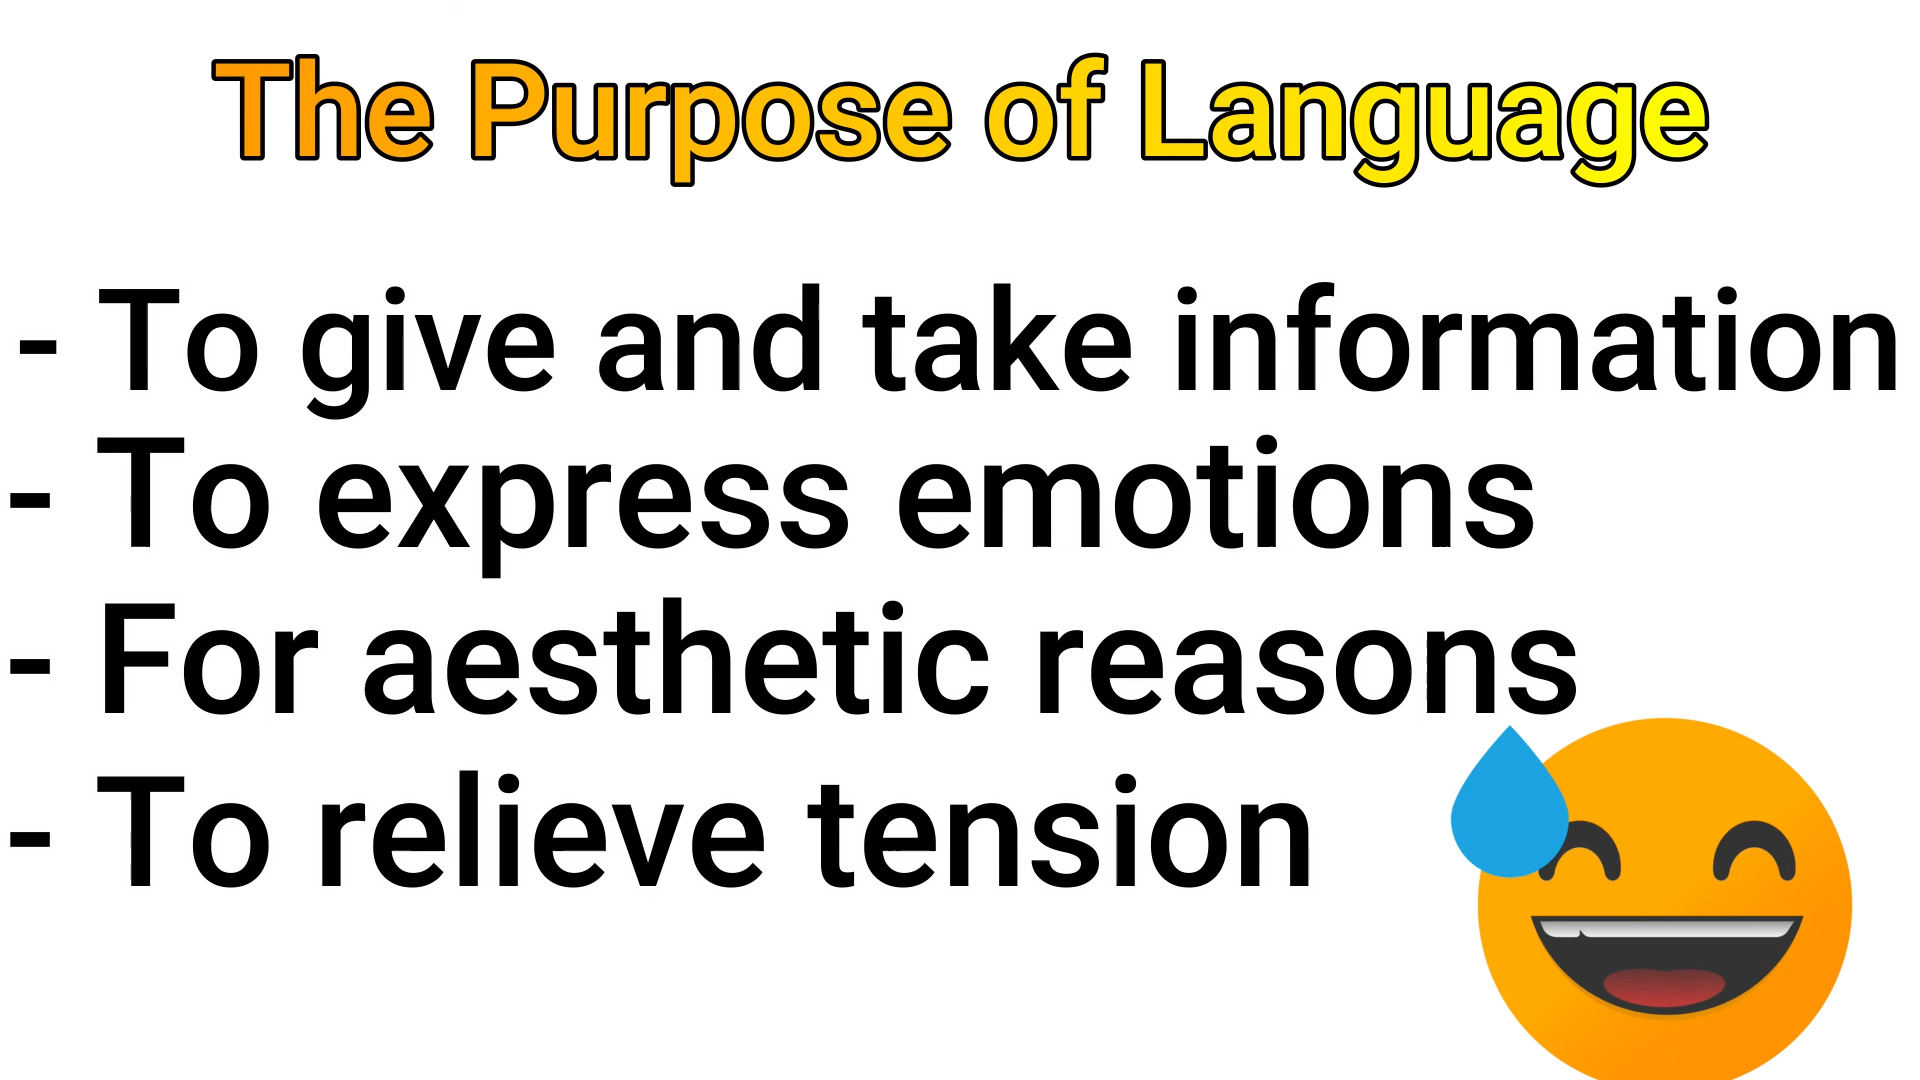 The Purpose of Language
- To give and take information
- To express emotions
- For aesthetic reasons
- To relieve tension